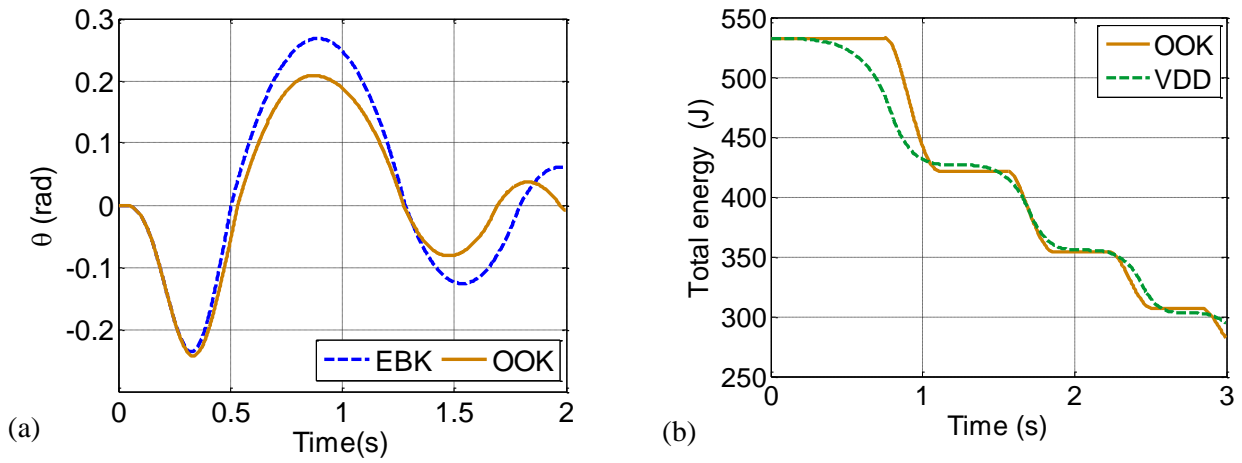 0.3
0.2
0.1
0
-0.1
-0.2
θ (rad)
0
0.5
1
1.5
2
Time(s)
EBK
OOK
(a)
550
500
450
400
350
300
250
Total energy (J)
0
1
2
3
Time (s)
OOK
VDD
(b)